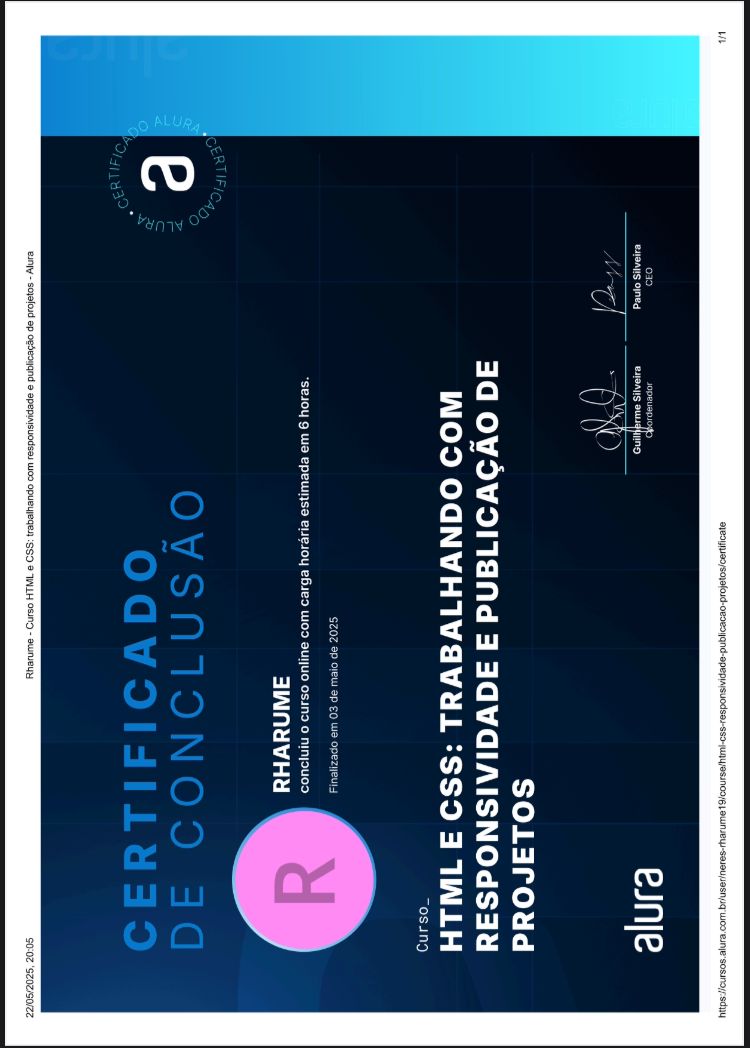 22/05/2025, 20:05
Rharume - Curso HTML e CSS: trabalhando com responsividade e publicação de projetos - Alura
CERTIFICADO
DE CONCLUSÃO
CERTIFICADO ALURA • CERTIFICADO ALURA •
a
R
RHARUME
concluiu o curso online com carga horária estimada em 6 horas.
Finalizado em 03 de maio de 2025
Curso_
HTML E CSS: TRABALHANDO COM
RESPONSIVIDADE E PUBLICAÇÃO DE
PROJETOS
alura
Guilherme Silveira
Coordenador
Paulo Silveira
CEO
https://cursos.alura.com.br/user/neres-rharume19/course/html-css-responsividade-publicacao-projetos/certificate
1/1